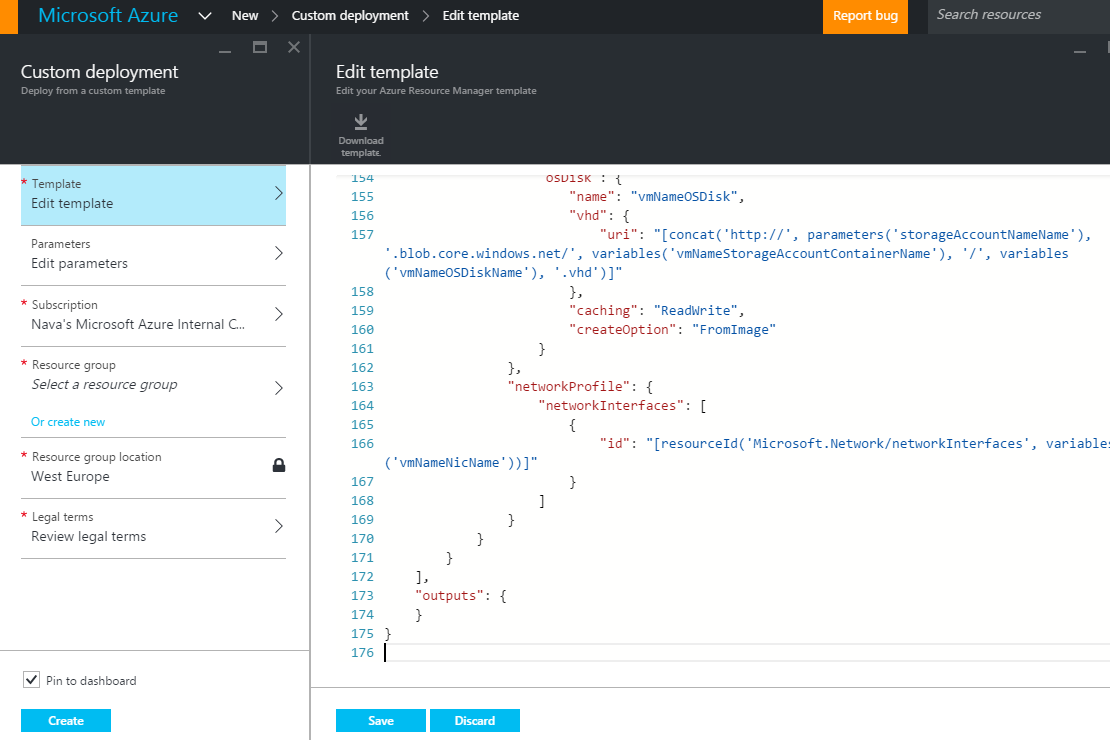 Microsoft Azure New Custom deployment Edit template Report bug Search resources
Custom deployment
Deploy from a custom template
Edit template
Edit your Azure Resource Manager template
Download
template
* Template
Edit template
Parameters
Edit parameters
* Subscription
Nava's Microsoft Azure Internal C...
* Resource group
Select a resource group
Or create new
* Resource group location
West Europe
* Legal terms
Review legal terms
Pin to dashboard
Create
154 osDisk : {
155 "name": "vmNameOSDisk",
156 "vhd": {
157 "uri": "[concat('http://', parameters('storageAccountNameName'),
'.blob.core.windows.net/', variables('vmNameStorageAccountContainerName'), '/', variables
('vmNameOSDiskName'), '.vhd')]"
158 },
159 "caching": "ReadWrite",
160 "createOption": "FromImage"
161 }
162 },
163 "networkProfile": {
164 "networkInterfaces": [
165 {
166 "id": "[resourceId('Microsoft.Network/networkInterfaces', variables
('vmNameNicName'))]"
167 }
168 ]
169 }
170 }
171 }
172 ],
173 "outputs": {
174 }
175 }
176
Save Discard